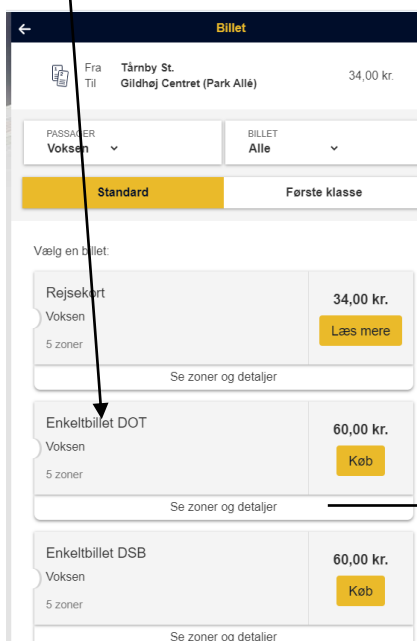 Billet
Fra Tårnby St.
Til Gildhøj Centret (Park Allé)
34,00 kr.
PASSAGER
Voksen
BILLET
Alle
Standard
Første klasse
Vælg en billet:
Rejsekort
Voksen
5 zoner
34,00 kr.
Læs mere
Se zoner og detaljer
Enkeltbillet DOT
Voksen
5 zoner
60,00 kr.
Køb
Se zoner og detaljer
Enkeltbillet DSB
Voksen
5 zoner
60,00 kr.
Køb
Se zoner og detaljer